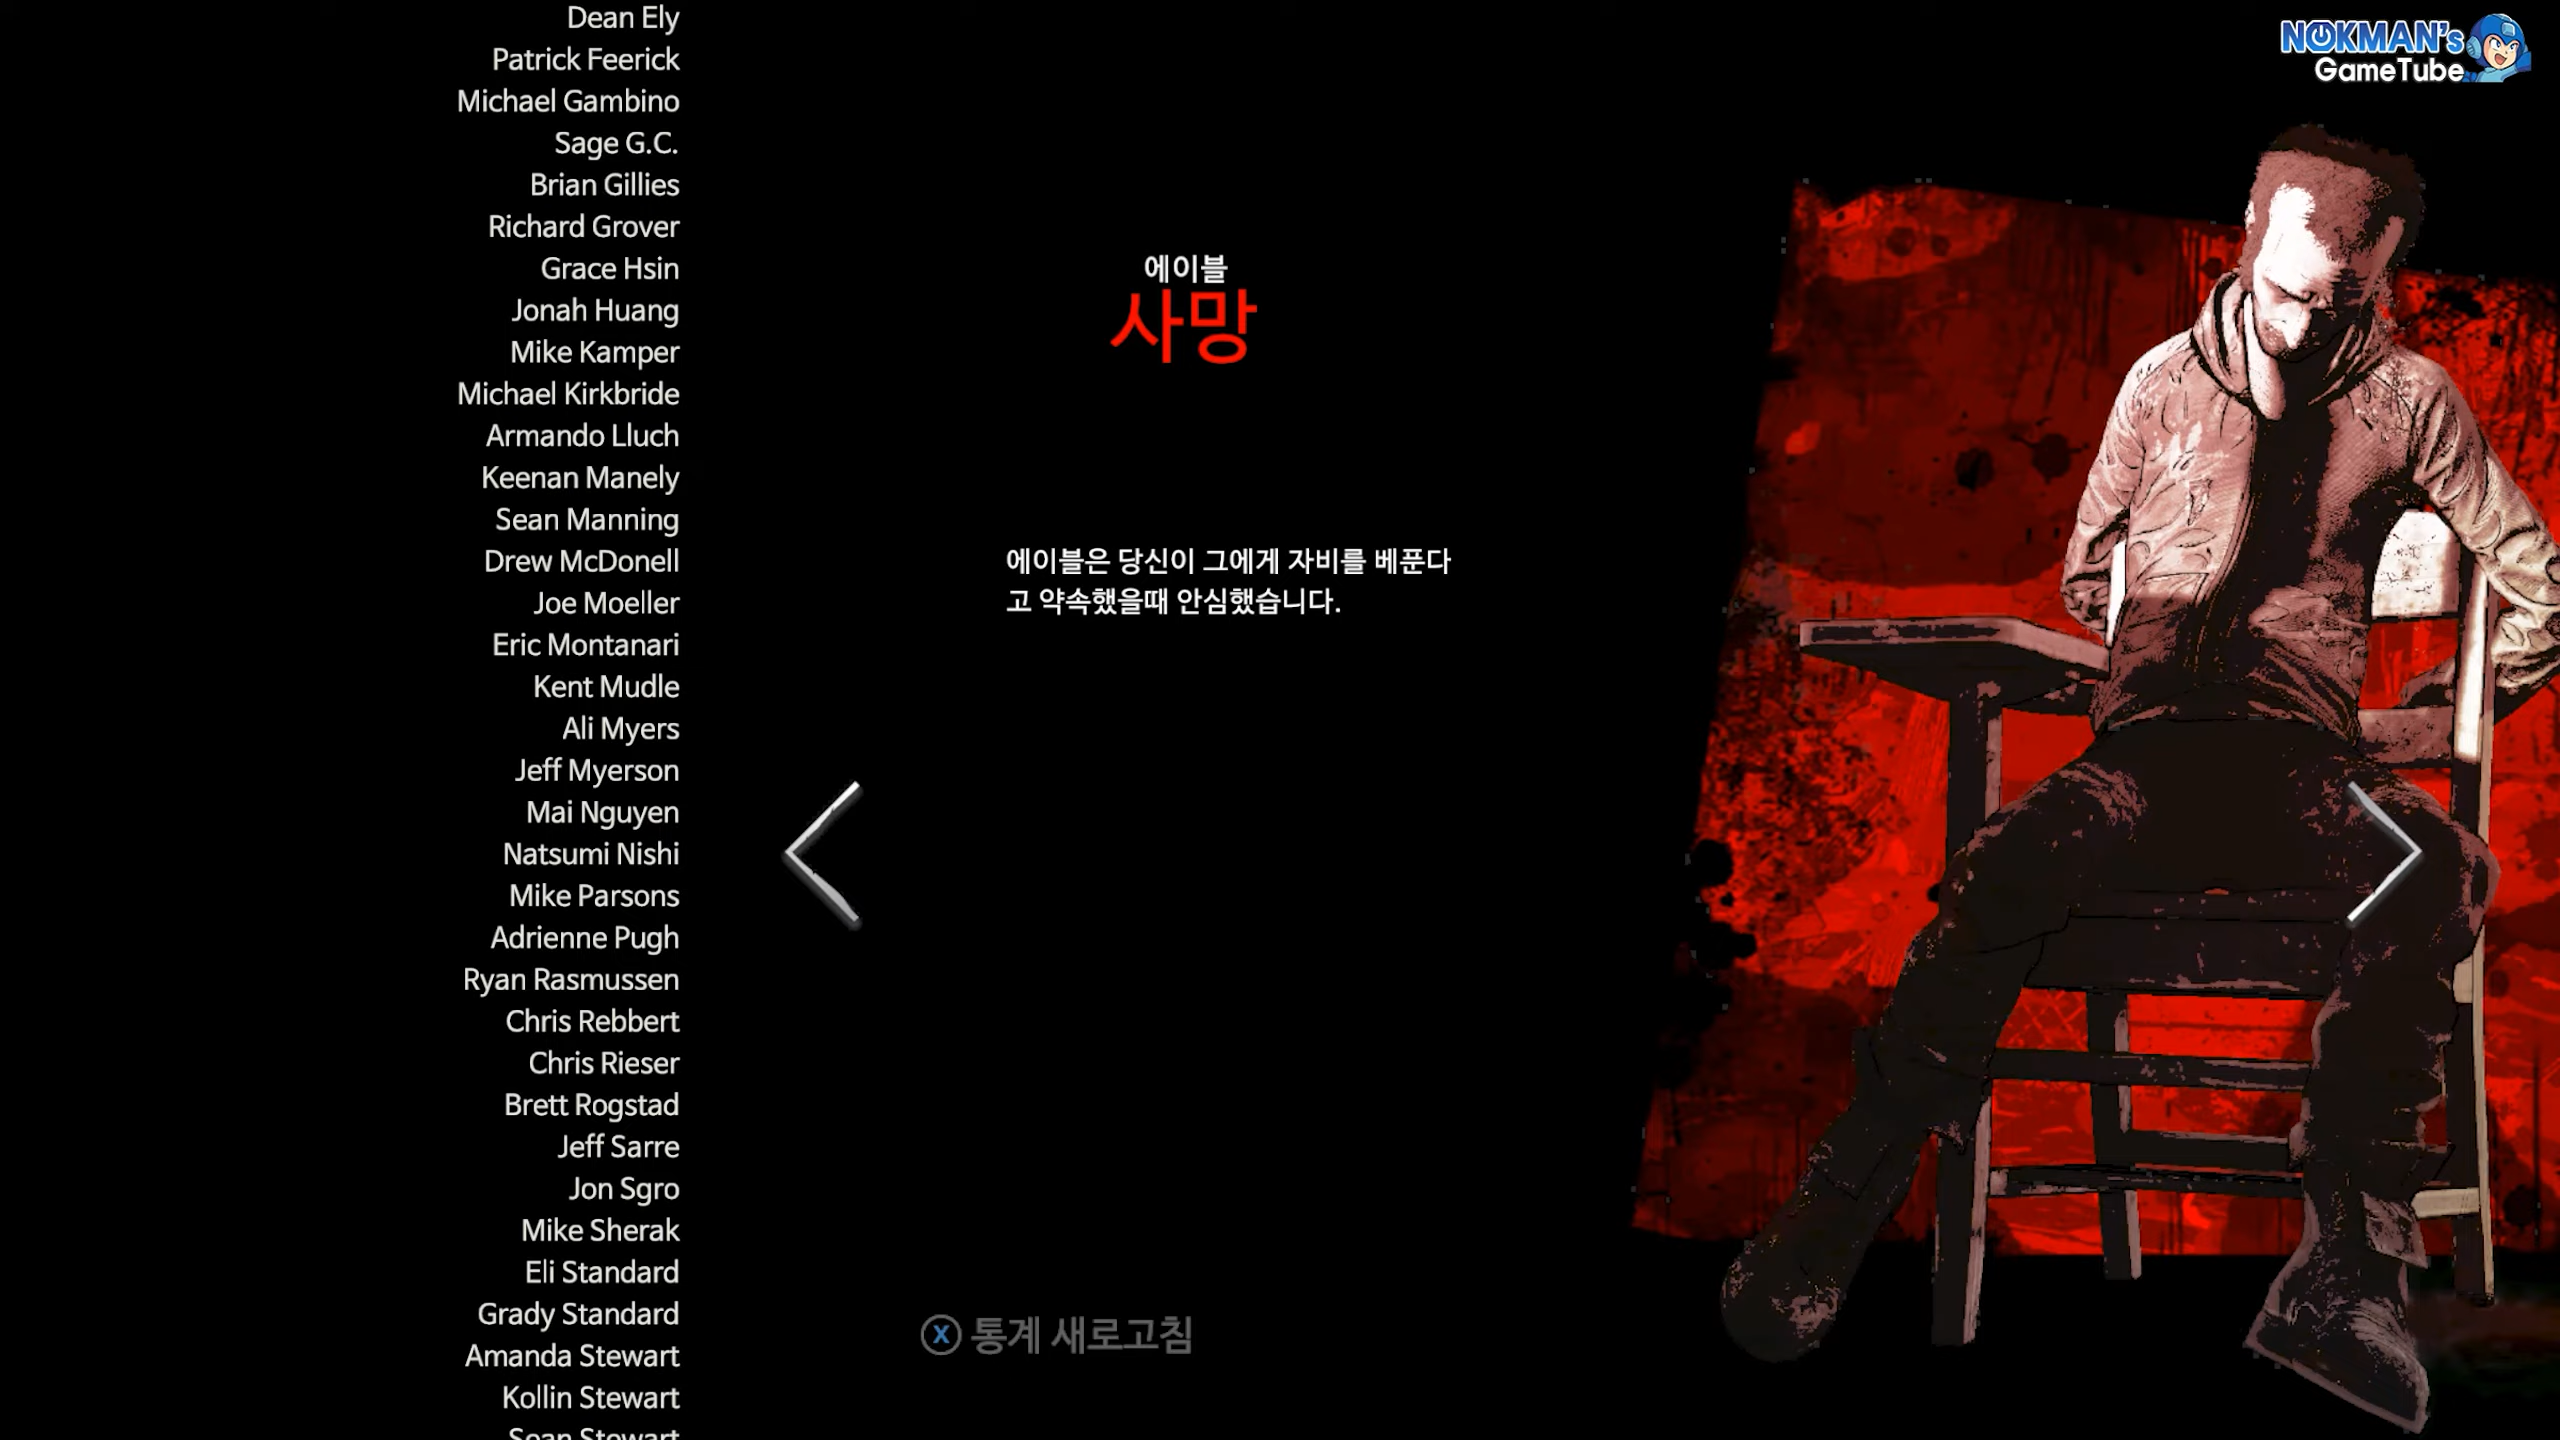 Dean Ely
Patrick Feerick
Michael Gambino
Sage G.C.
Brian Gillies
Richard Grover
Grace Hsin
Jonah Huang
Mike Kamper
Michael Kirkbride
Armando Lluch
Keenan Manely
Sean Manning
Drew McDonell
Joe Moeller
Eric Montanari
Kent Mudle
Ali Myers
Jeff Myerson
Mai Nguyen
Natsumi Nishi
Mike Parsons
Adrienne Pugh
Ryan Rasmussen
Chris Rebbert
Chris Rieser
Brett Rogstad
Jeff Sarre
Jon Sgro
Mike Sherak
Eli Standard
Grady Standard
Amanda Stewart
Kollin Stewart
Sean Stewart
에이블
사망
에이블은 당신이 그에게 자비를 베푼다
고 약속했을때 안심했습니다.
X 통계 새로고침
NOKMAN's
GameTube